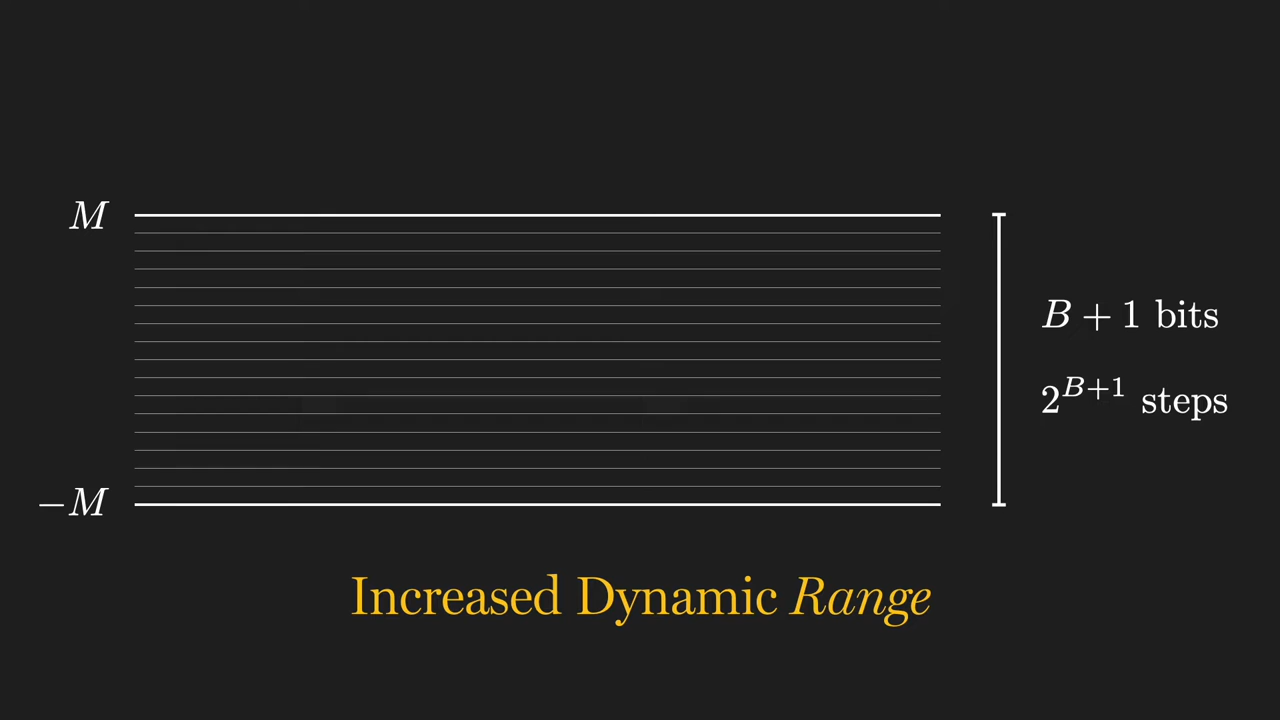 M
B + 1 bits
2^{B+1} steps
−M
Increased Dynamic Range